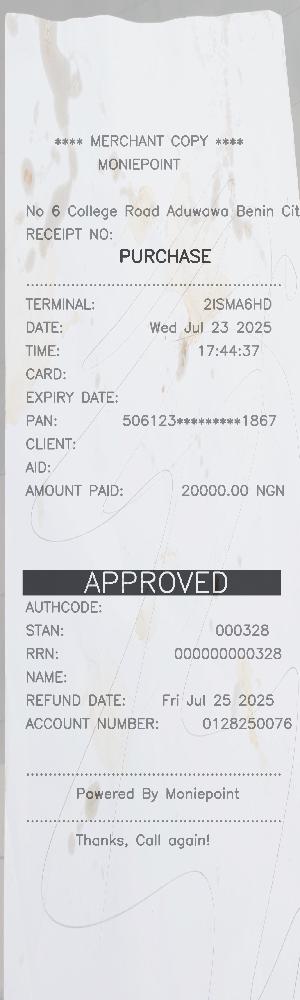 **** MERCHANT COPY ****
MONIEPOINT
No 6 College Road Aduwawa Benin Cit
RECEIPT NO:
PURCHASE
TERMINAL: 2ISMA6HD
DATE: Wed Jul 23 2025
TIME: 17:44:37
CARD:
EXPIRY DATE:
PAN: 506123*********1867
CLIENT:
AID:
AMOUNT PAID: 20000.00 NGN
APPROVED
AUTHCODE:
STAN: 000328
RRN: 000000000328
NAME:
REFUND DATE: Fri Jul 25 2025
ACCOUNT NUMBER: 0128250076
Powered By Moniepoint
Thanks, Call again!